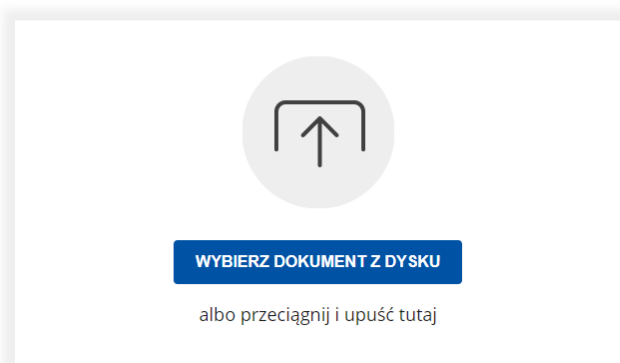 WYBIERZ DOKUMENT Z DYSKU
albo przeciągnij i upuść tutaj